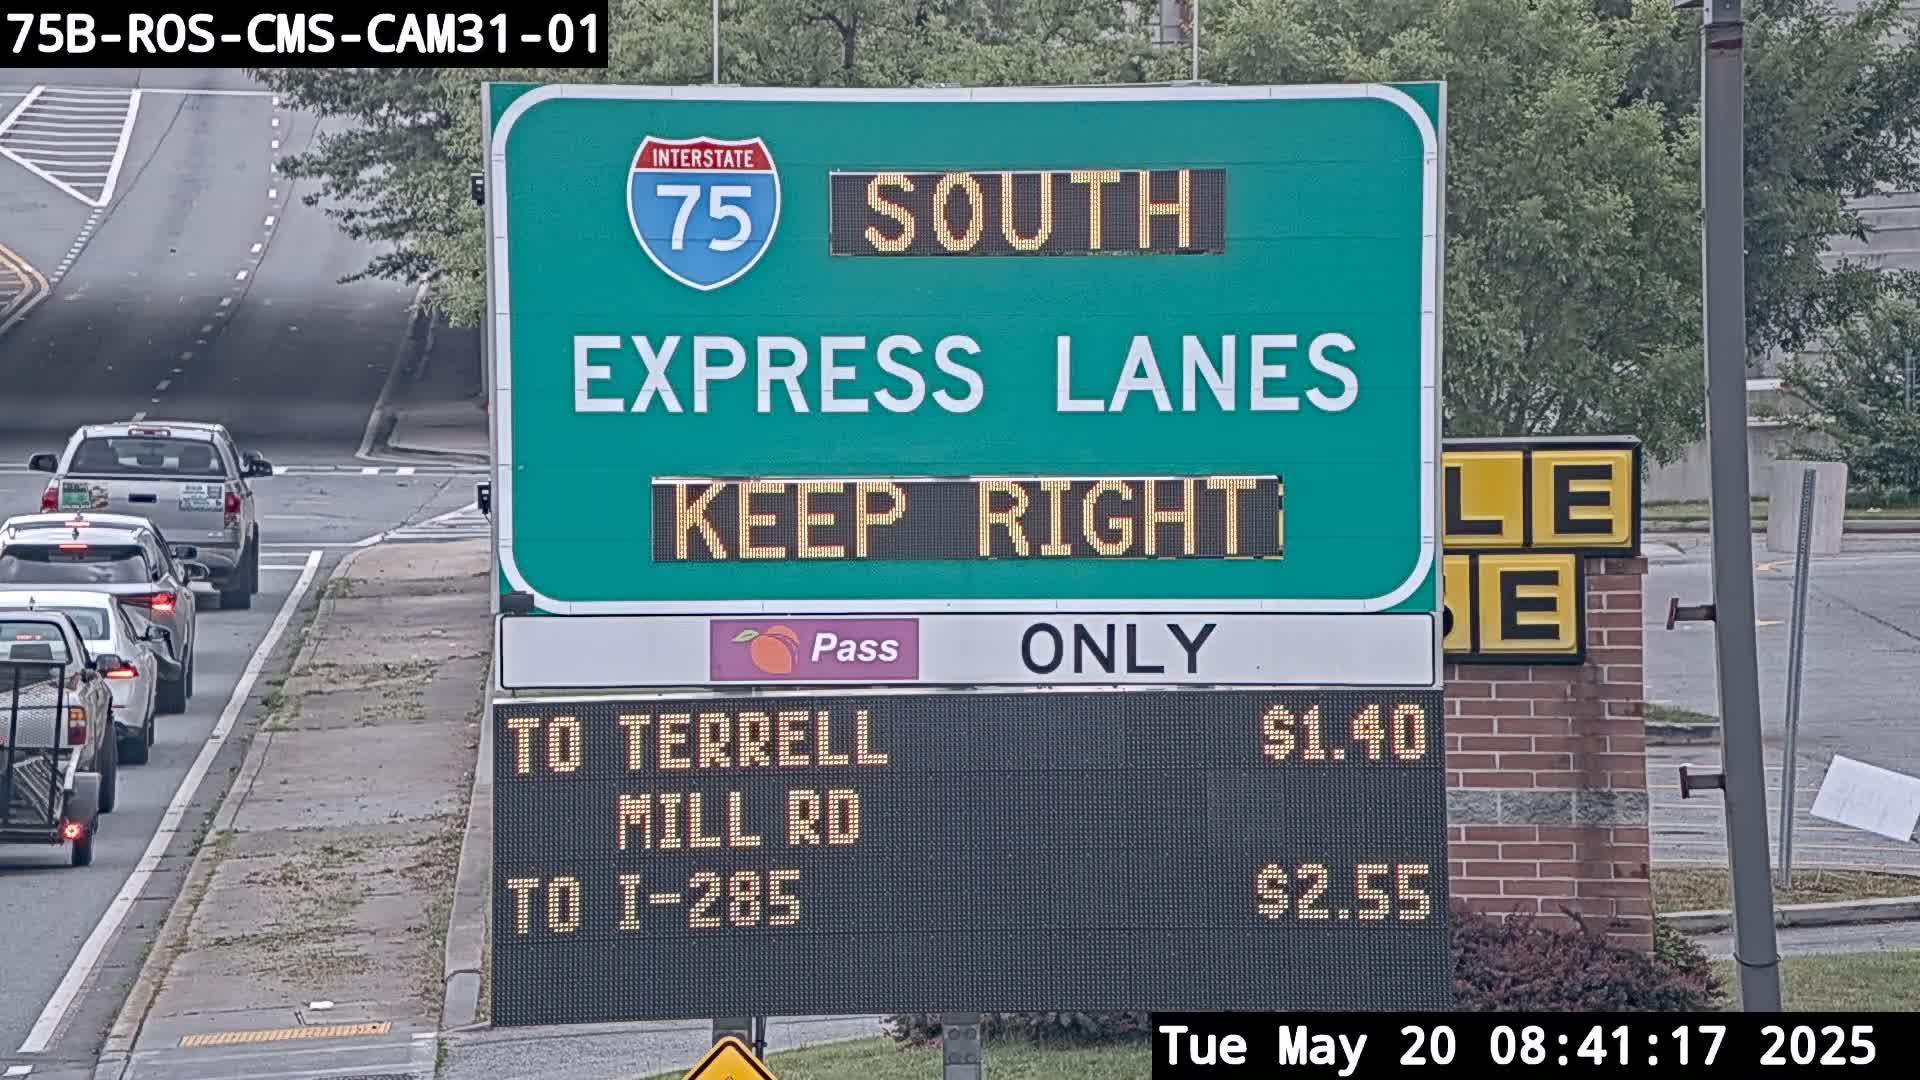 75B-ROS-CMS-CAM31-01
INTERSTATE
75
SOUTH
EXPRESS LANES
KEEP RIGHT
Pass ONLY
TO TERRELL $1.40
MILL RD
TO I-285 $2.55
LE
E
Tue May 20 08:41:17 2025